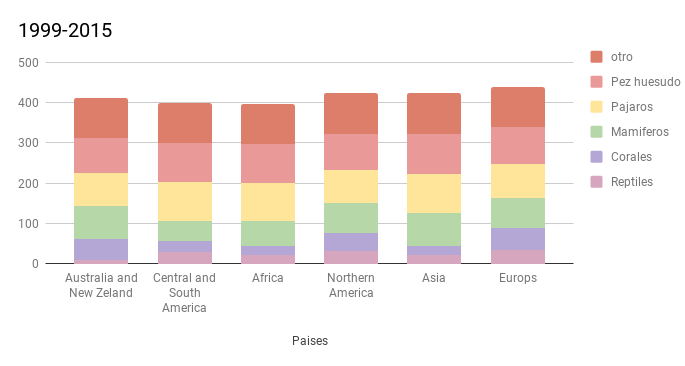 1999-2015
500
400
300
200
100
0
otro
Pez huesudo
Pajaros
Mamiferos
Corales
Reptiles
Australia and
New Zeland
Central and
South
America
Africa
Northern
America
Asia
Europs
Paises